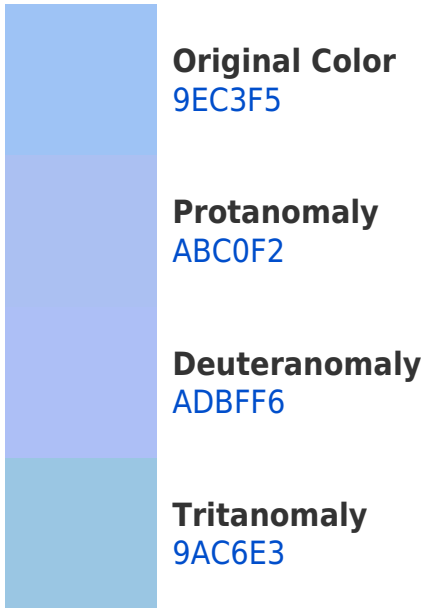 Original Color
9EC3F5
Protanomaly
ABC0F2
Deuteranomaly
ADBFF6
Tritanomaly
9AC6E3